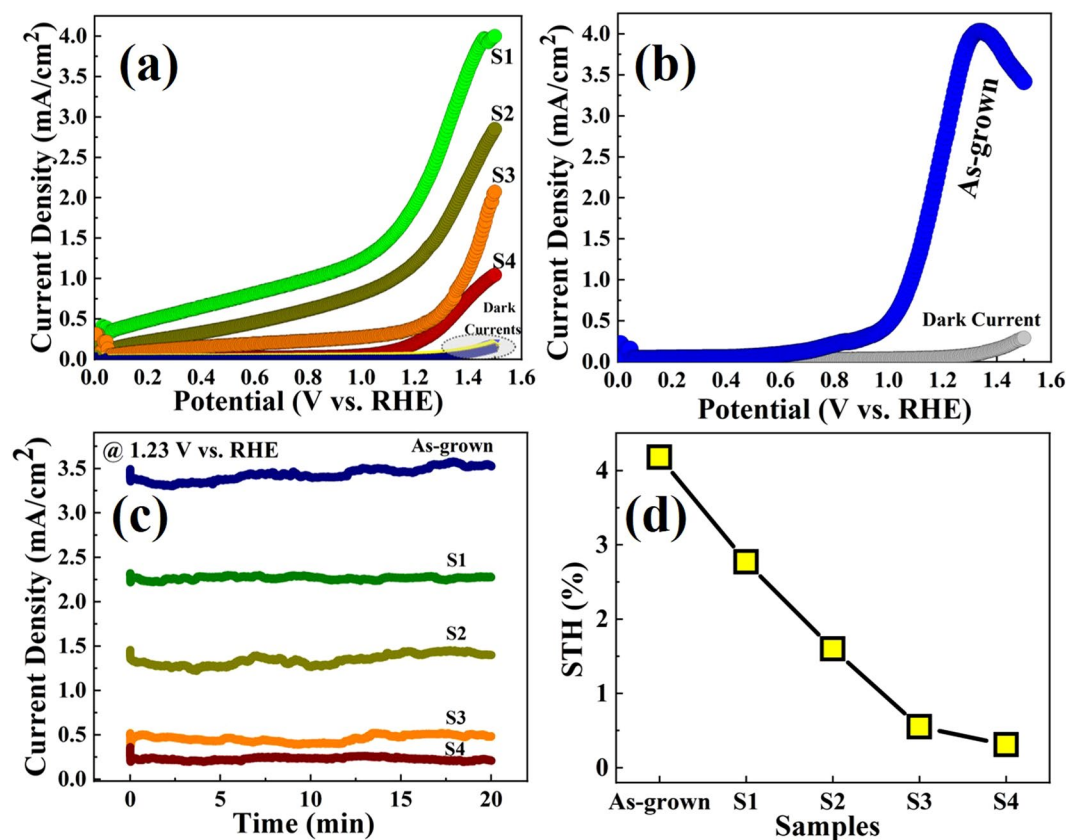 (a)
4.0
3.5
3.0
2.5
2.0
1.5
1.0
0.5
0.0
Current Density (mA/cm²)
S1
S2
S3
S4
Dark
Currents
0.0 0.2 0.4 0.6 0.8 1.0 1.2 1.4 1.6
Potential (V vs. RHE)
(b)
4.0
3.5
3.0
2.5
2.0
1.5
1.0
0.5
0.0
Current Density (mA/cm²)
As-grown
Dark Current
0.0 0.2 0.4 0.6 0.8 1.0 1.2 1.4 1.6
Potential (V vs. RHE)
@ 1.23 V vs. RHE
As-grown
(c)
3.5
3.0
2.5
2.0
1.5
1.0
0.5
0.0
Current Density (mA/cm²)
S1
S2
S3
S4
0 5 10 15 20
Time (min)
(d)
4
2
0
STH (%)
As-grown S1 S2 S3 S4
Samples